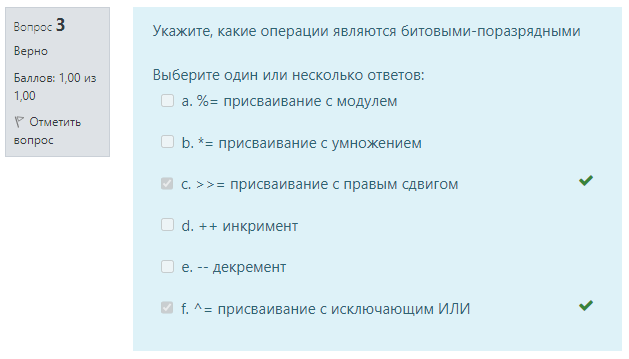 Вопрос 3
Верно
Баллов: 1,00 из
1,00
Отметить
вопрос
Укажите, какие операции являются битовыми-поразрядными
Выберите один или несколько ответов:
a. %= присваивание с модулем
b. *= присваивание с умножением
c. >>= присваивание с правым сдвигом
d. ++ инкримент
e. -- декремент
f. ^= присваивание с исключающим ИЛИ